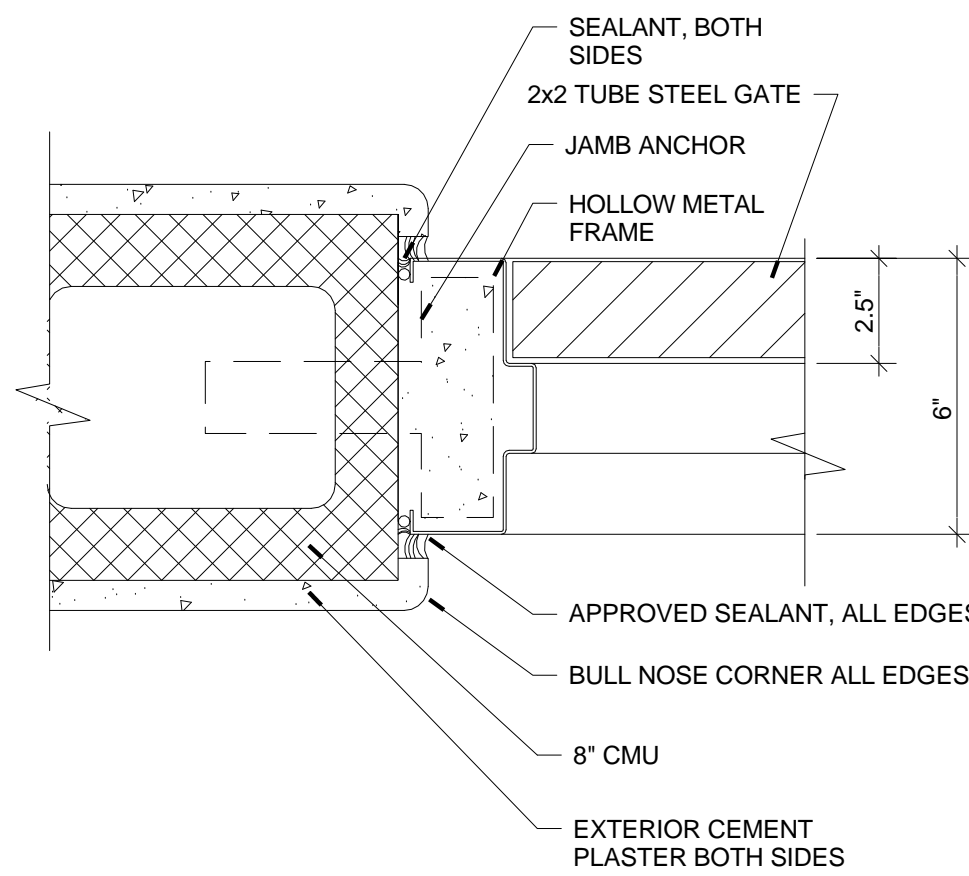 SEALANT, BOTH
SIDES
2x2 TUBE STEEL GATE
JAMB ANCHOR
HOLLOW METAL
FRAME
2.5"
6"
APPROVED SEALANT, ALL EDGES
BULL NOSE CORNER ALL EDGES
8" CMU
EXTERIOR CEMENT
PLASTER BOTH SIDES